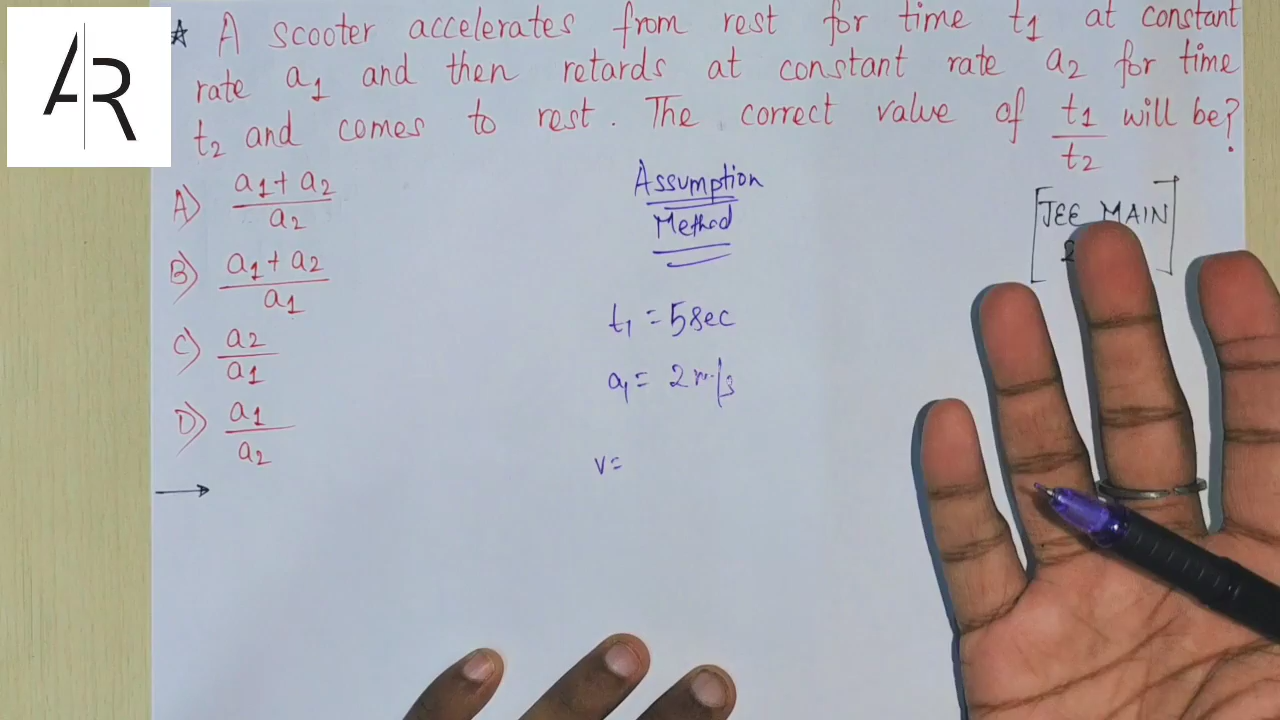 AR
☆ A scooter accelerates from rest for time t1 at constant
rate a1 and then retards at constant rate a2 for time
t2 and comes to rest. The correct value of t1/t2 will be?
A) a1 + a2 / a2
B) a1 + a2 / a1
C) a2 / a1
D) a1 / a2
Assumption
Method
t1 = 5 sec
a1 = 2 m/s
v =
[JEE MAIN
2